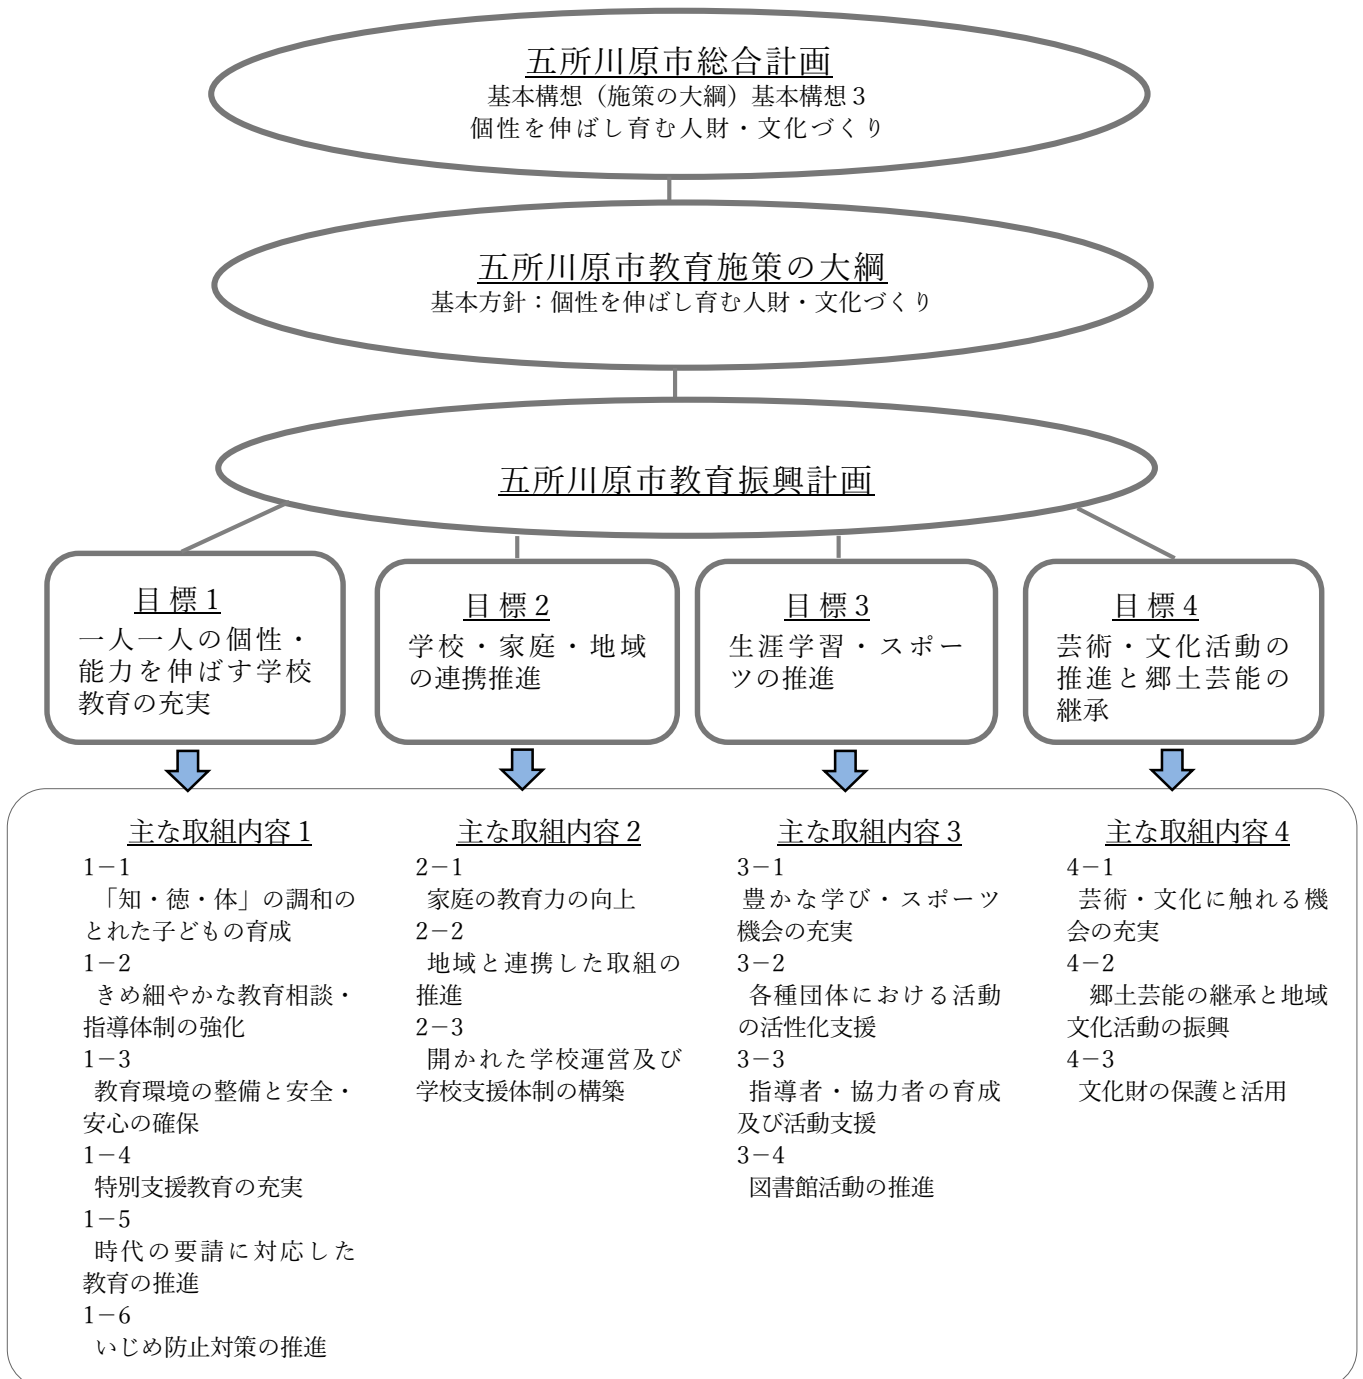 五所川原市総合計画
基本構想（施策の大綱）基本構想３
個性を伸ばし育む人財・文化づくり
五所川原市教育施策の大綱
基本方針：個性を伸ばし育む人財・文化づくり
五所川原市教育振興計画
目標１
一人一人の個性・
能力を伸ばす学校
教育の充実
目標２
学校・家庭・地域
の連携推進
目標３
生涯学習・スポー
ツの推進
目標４
芸術・文化活動の
推進と郷土芸能の
継承
主な取組内容１
1－1
「知・徳・体」の調和の
とれた子どもの育成
1－2
きめ細やかな教育相談・
指導体制の強化
1－3
教育環境の整備と安全・
安心の確保
1－4
特別支援教育の充実
1－5
時代の要請に対応した
教育の推進
1－6
いじめ防止対策の推進
主な取組内容２
2－1
家庭の教育力の向上
2－2
地域と連携した取組の
推進
2－3
開かれた学校運営及び
学校支援体制の構築
主な取組内容３
3－1
豊かな学び・スポーツ
機会の充実
3－2
各種団体における活動
の活性化支援
3－3
指導者・協力者の育成
及び活動支援
3－4
図書館活動の推進
主な取組内容４
4－1
芸術・文化に触れる機
会の充実
4－2
郷土芸能の継承と地域
文化活動の振興
4－3
文化財の保護と活用